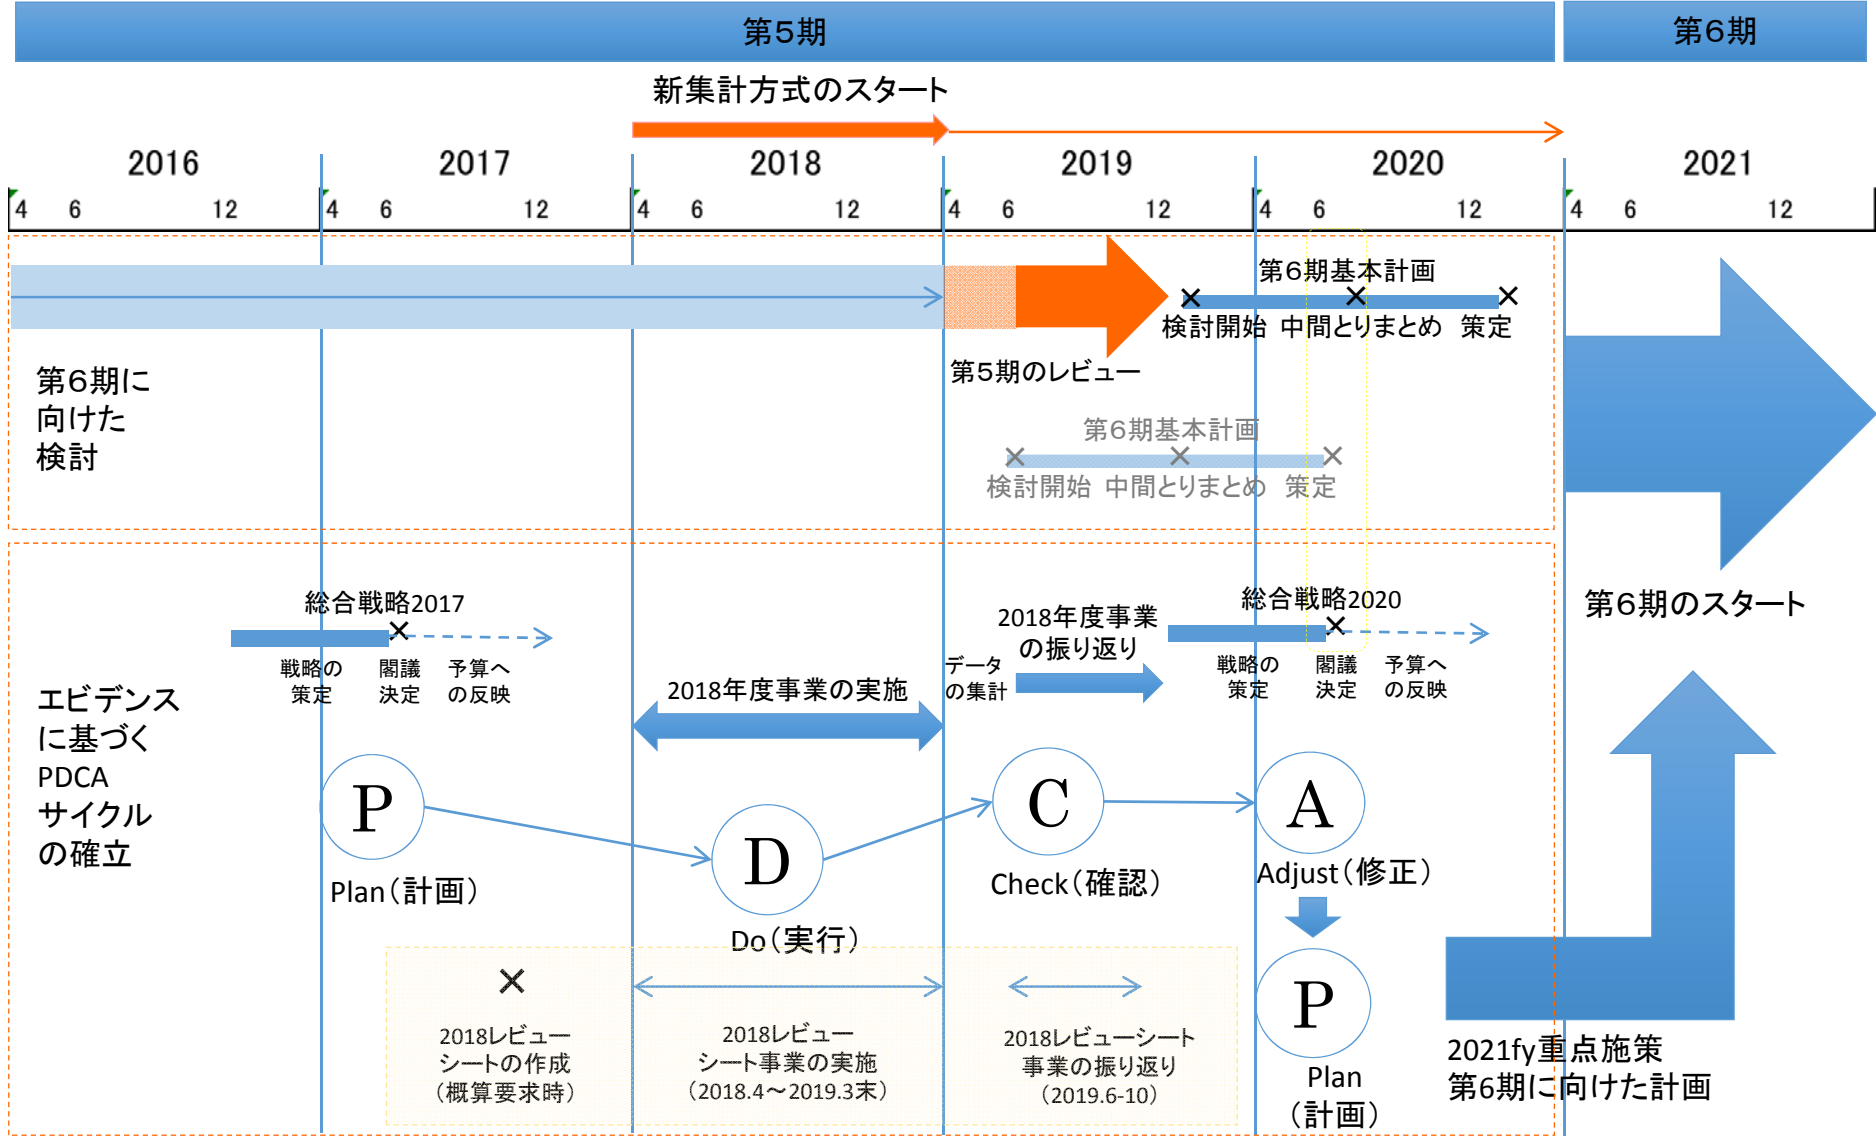 第5期
第6期
新集計方式のスタート
2016
2017
2018
2019
2020
2021
4 6 12
4 6 12
4 6 12
4 6 12
4 6 12
4 6 12
第6期基本計画
検討開始 中間とりまとめ 策定
第5期のレビュー
第6期に
向けた
検討
第6期基本計画
検討開始 中間とりまとめ 策定
第6期のスタート
総合戦略2017
戦略の
策定
閣議
決定
予算へ
の反映
2018年度事業の実施
データ
の集計
2018年度事業
の振り返り
総合戦略2020
戦略の
策定
閣議
決定
予算へ
の反映
エビデンス
に基づく
PDCA
サイクル
の確立
P
Plan(計画)
D
Do(実行)
C
Check(確認)
A
Adjust(修正)
P
Plan
(計画)
2018レビュー
シートの作成
(概算要求時)
2018レビュー
シート事業の実施
(2018.4~2019.3末)
2018レビューシート
事業の振り返り
(2019.6-10)
2021fy重点施策
第6期に向けた計画